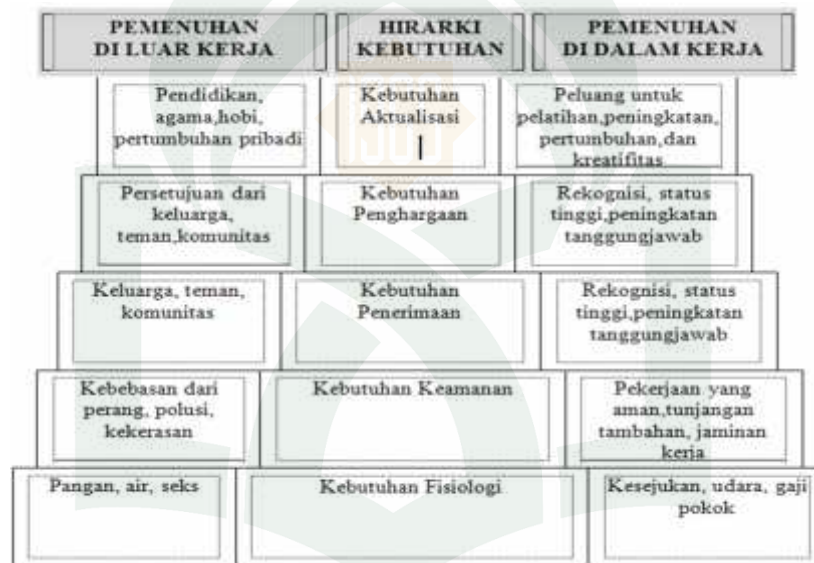 PEMENUHAN
DI LUAR KERJA
HIRARKI
KEBUTUHAN
PEMENUHAN
DI DALAM KERJA
Pendidikan,
agama,hobi,
pertumbuhan pribadi
Kebutuhan
Aktualisasi
Peluang untuk
pelatihan,peningkatan,
pertumbuhan,dan
kreatifitas
Persetujuan dari
keluarga,
teman,komunitas
Kebutuhan
Penghargaan
Rekognisi, status
tinggi,peningkatan
tanggungjawab
Keluarga, teman,
komunitas
Kebutuhan
Penerimaan
Rekognisi, status
tinggi,peningkatan
tanggungjawab
Kebebasan dari
perang, polusi,
kekerasan
Kebutuhan Keamanan
Pekerjaan yang
aman,tunjangan
tambahan, jaminan
kerja
Pangan, air, seks
Kebutuhan Fisiologi
Kesejukan, udara, gaji
pokok